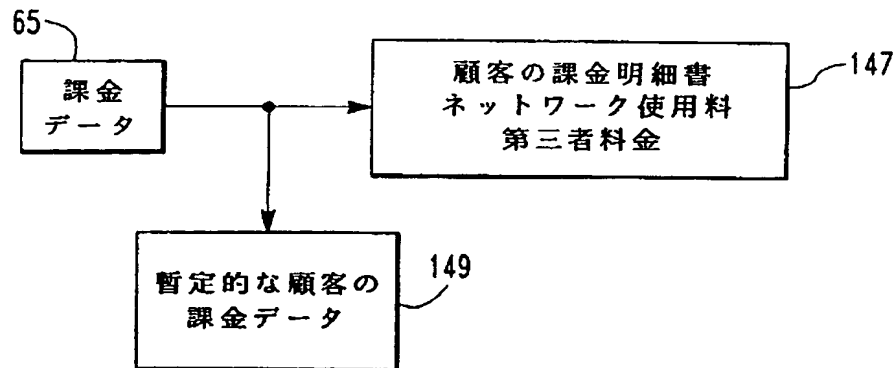 65
課金
データ
顧客の課金明細書
ネットワーク使用料
第三者料金
147
暫定的な顧客の
課金データ
149